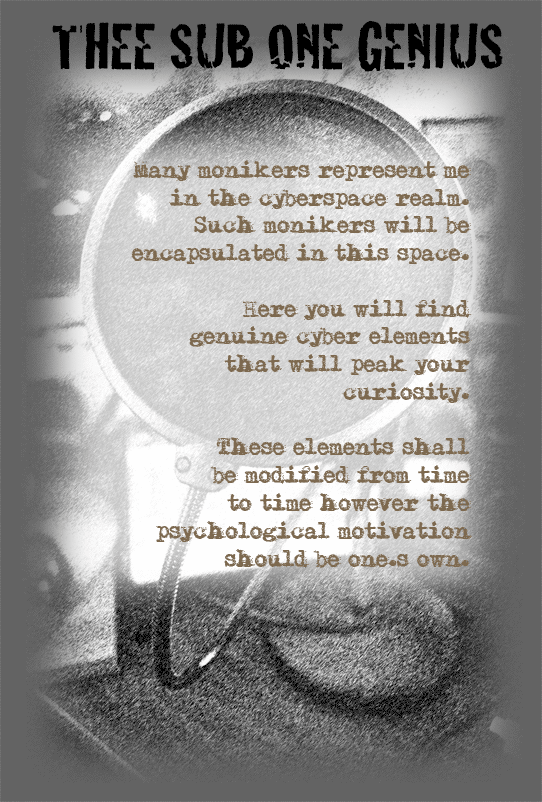 THEE SUB ONE GENIUS
Many monikers represent me
in the cyberspace realm.
Such monikers will be
encapsulated in this space.
Here you will find
genuine cyber elements
that will peak your
curiosity.
These elements shall
be modified from time
to time however the
psychological motivation
should be one.s own.